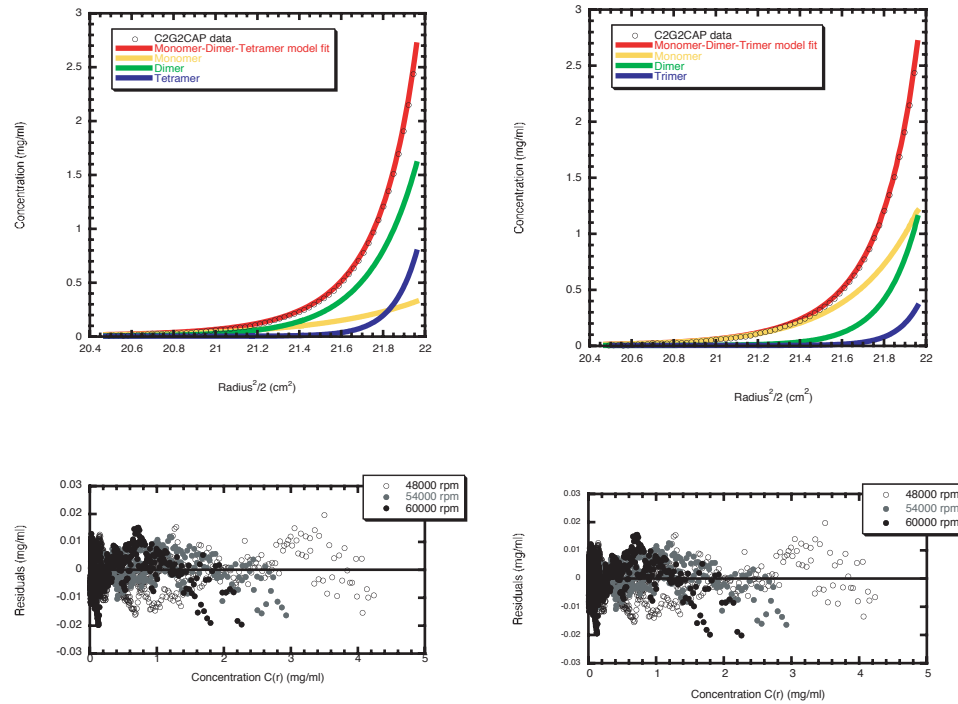 3
2.5
2
1.5
1
0.5
0
Concentration (mg/ml)
C2G2CAP data
Monomer-Dimer-Tetramer model fit
Monomer
Dimer
Tetramer
20.4 20.6 20.8 21 21.2 21.4 21.6 21.8 22
Radius²/2 (cm²)
3
2.5
2
1.5
1
0.5
0
Concentration (mg/ml)
C2G2CAP data
Monomer-Dimer-Trimer model fit
Monomer
Dimer
Trimer
20.4 20.6 20.8 21 21.2 21.4 21.6 21.8 22
Radius²/2 (cm²)
48000 rpm
54000 rpm
60000 rpm
0.03
0.02
0.01
0
-0.01
-0.02
-0.03
Residuals (mg/ml)
0 1 2 3 4 5
Concentration C(r) (mg/ml)
48000 rpm
54000 rpm
60000 rpm
0.03
0.02
0.01
0
-0.01
-0.02
-0.03
Residuals (mg/ml)
0 1 2 3 4 5
Concentration C(r) (mg/ml)